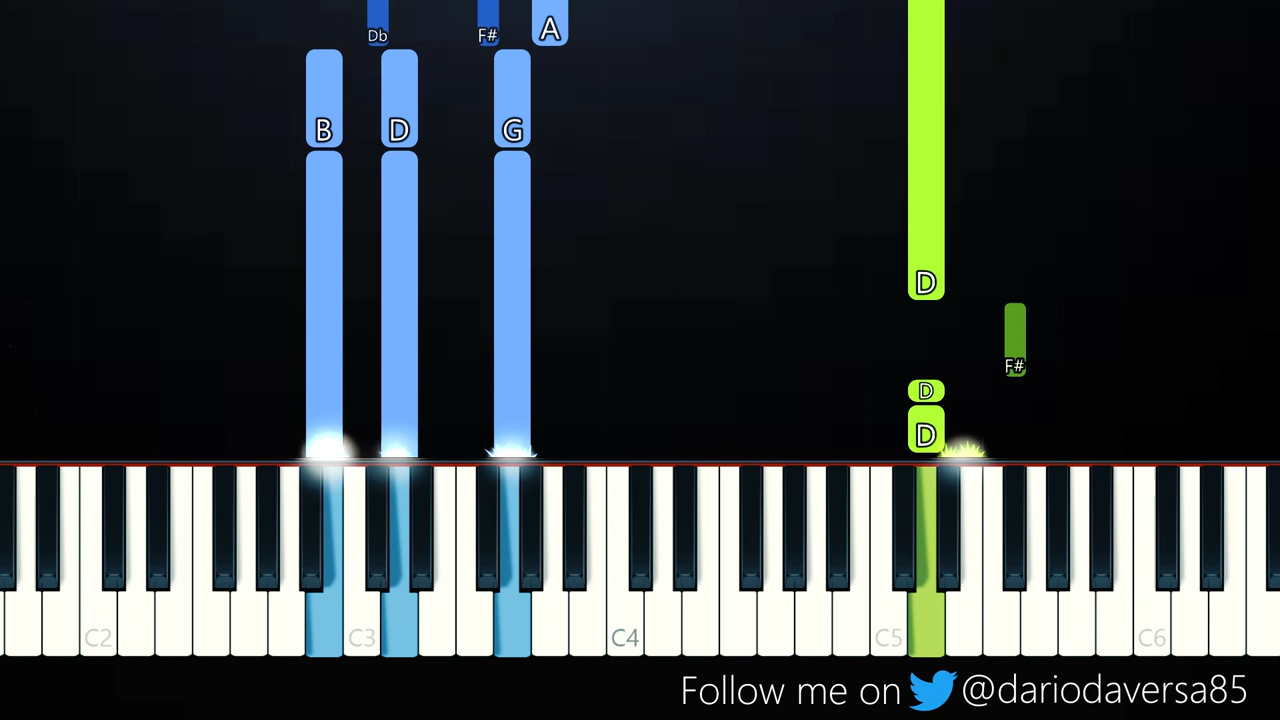 Db F# A
B D G
D
F#
D
D
C2 C3 C4 C5 C6
Follow me on @dariodaversa85